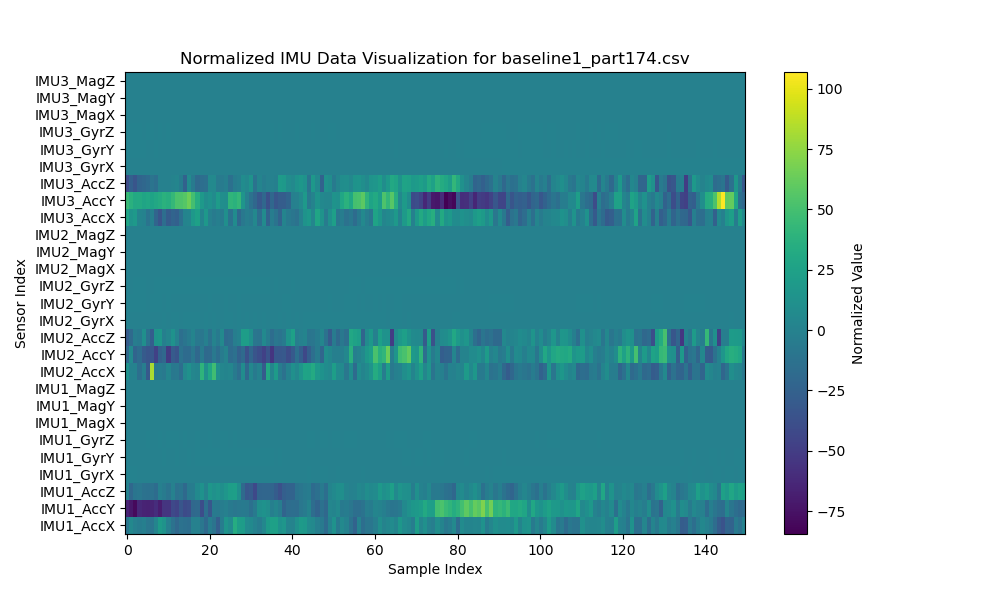 Normalized IMU Data Visualization for baseline1_part174.csv
IMU3_MagZ
IMU3_MagY
IMU3_MagX
IMU3_GyrZ
IMU3_GyrY
IMU3_GyrX
IMU3_AccZ
IMU3_AccY
IMU3_AccX
IMU2_MagZ
IMU2_MagY
IMU2_MagX
IMU2_GyrZ
IMU2_GyrY
IMU2_GyrX
IMU2_AccZ
IMU2_AccY
IMU2_AccX
IMU1_MagZ
IMU1_MagY
IMU1_MagX
IMU1_GyrZ
IMU1_GyrY
IMU1_GyrX
IMU1_AccZ
IMU1_AccY
IMU1_AccX
Sensor Index
0 20 40 60 80 100 120 140
Sample Index
100
75
50
25
0
−25
−50
−75
Normalized Value